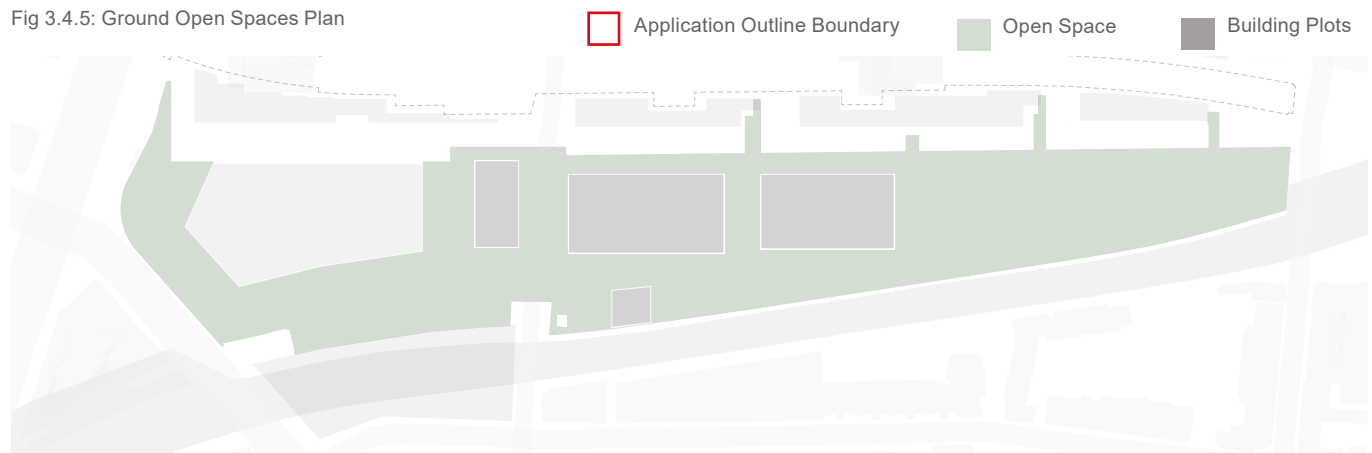 Fig 3.4.5: Ground Open Spaces Plan
Application Outline Boundary
Open Space
Building Plots